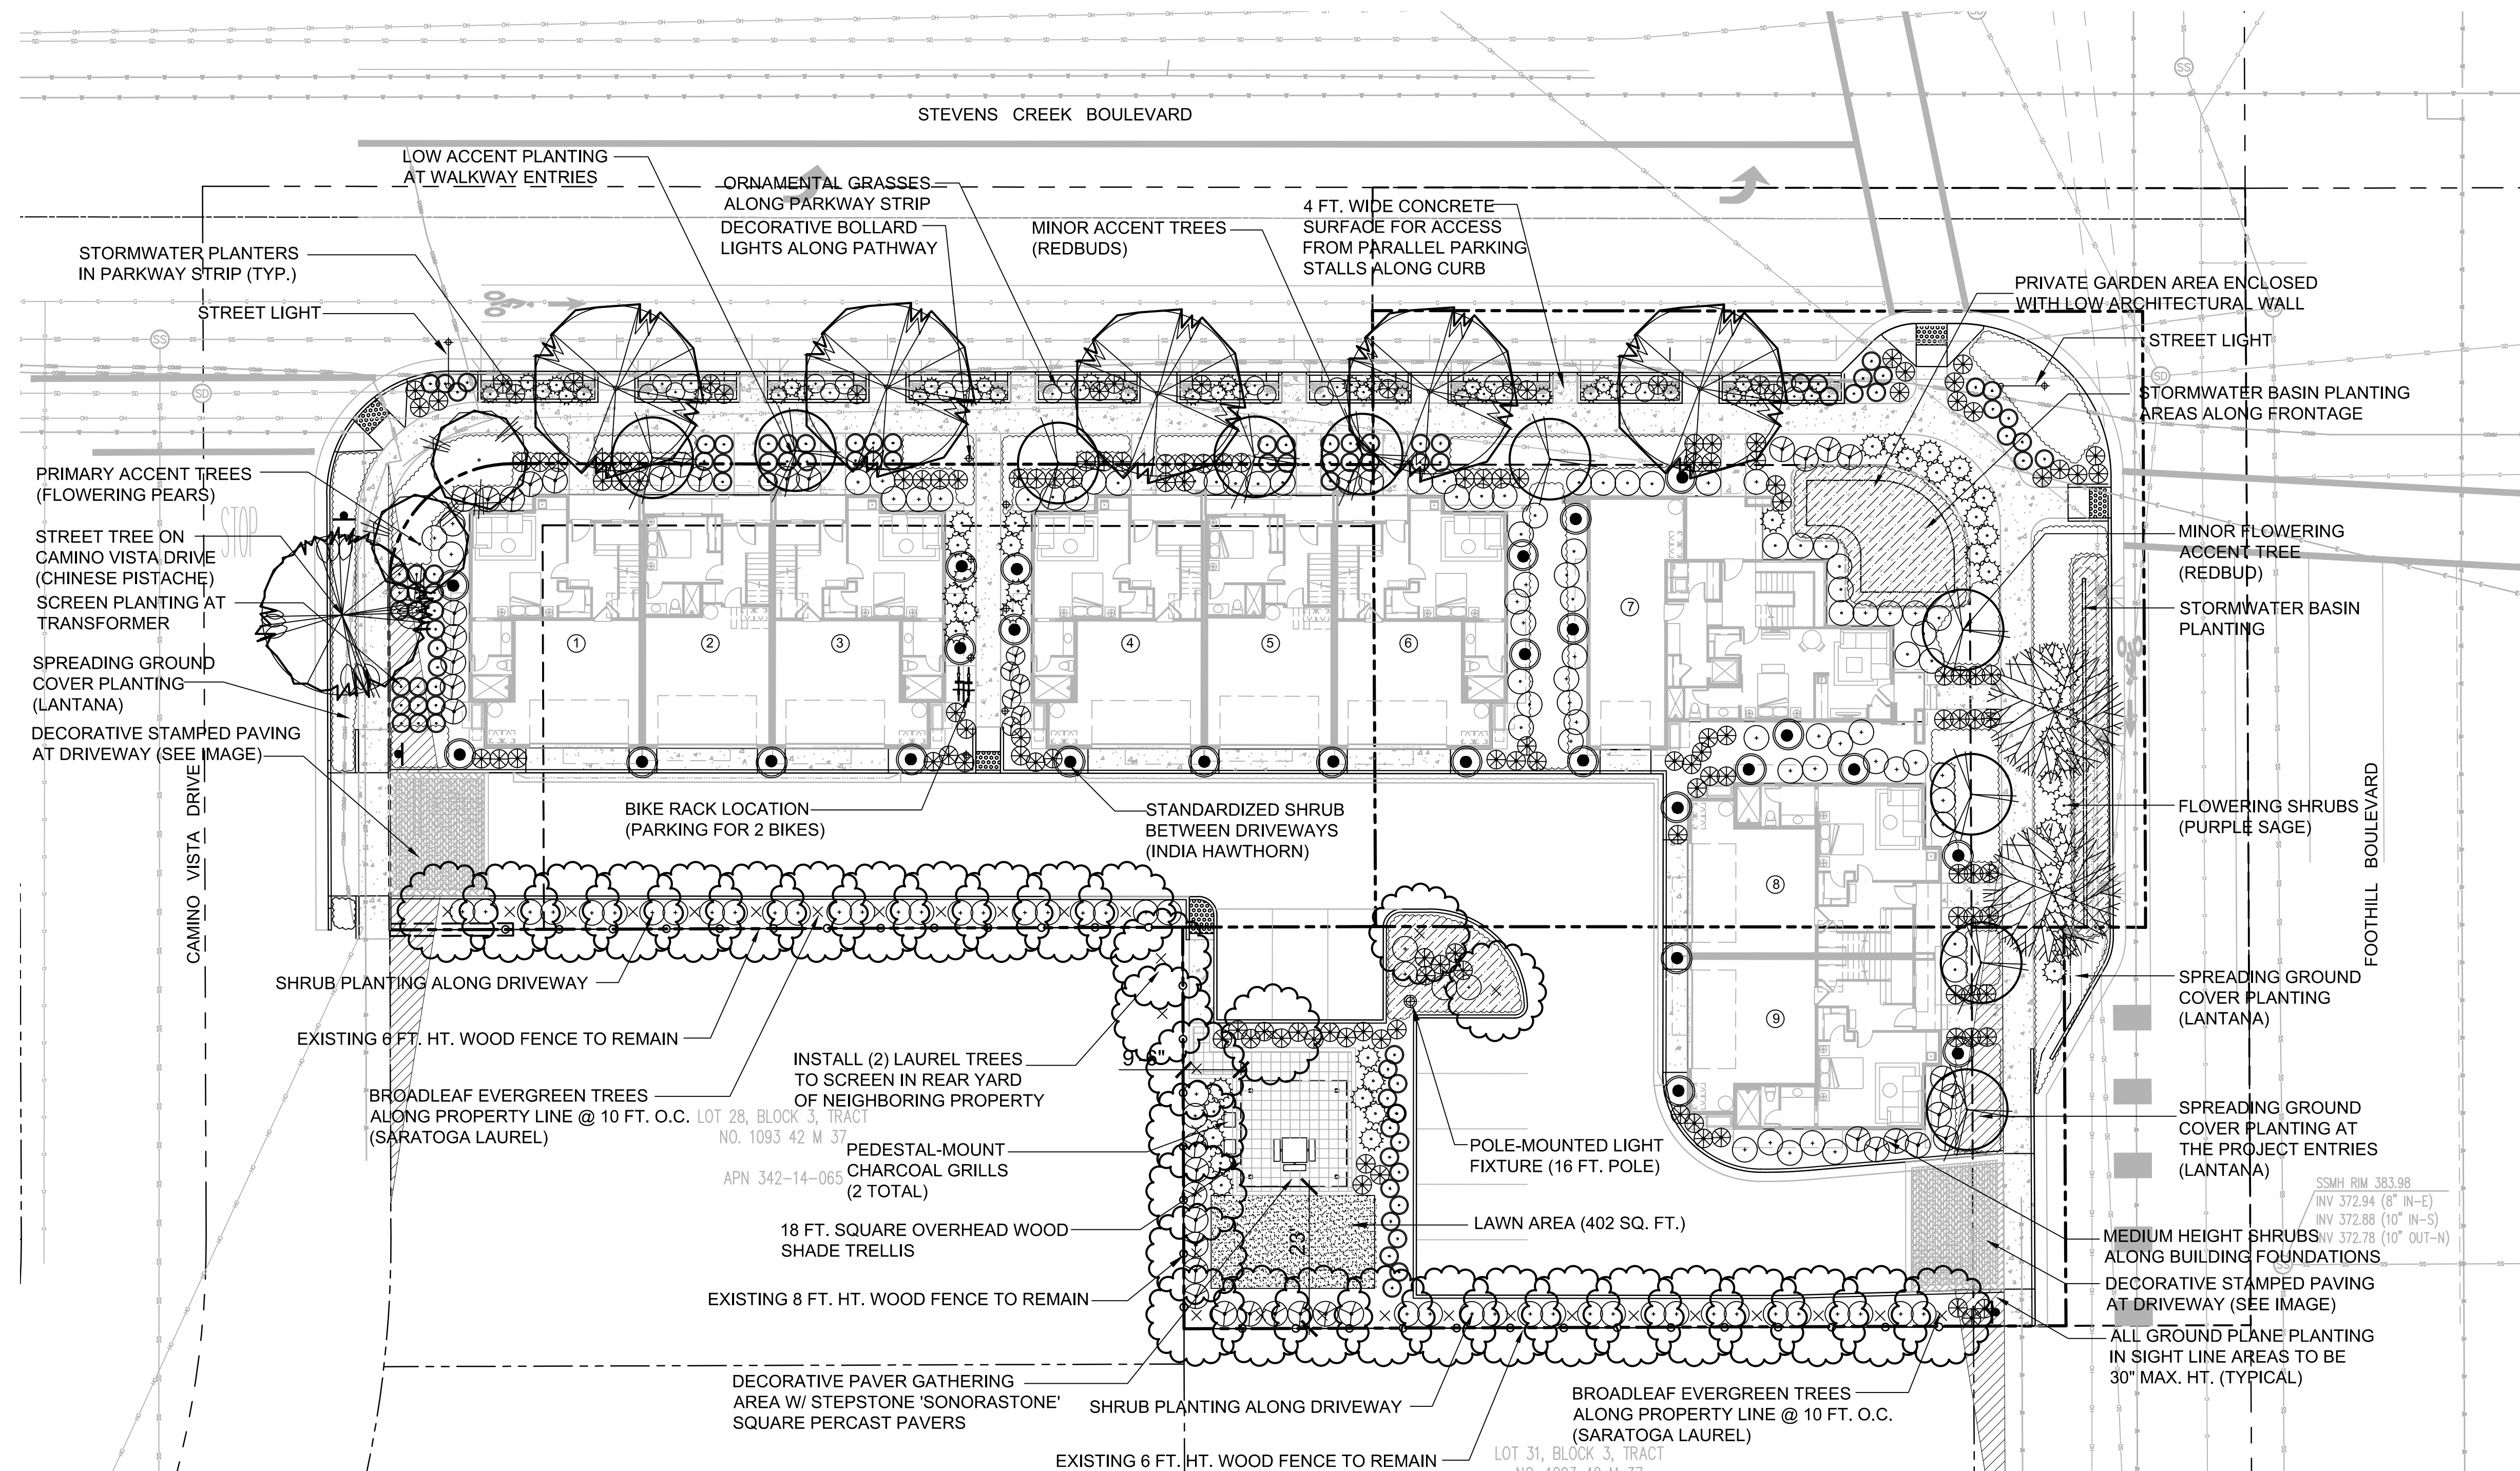 STEVENS CREEK BOULEVARD
LOW ACCENT PLANTING
AT WALKWAY ENTRIES
ORNAMENTAL GRASSES
ALONG PARKWAY STRIP
DECORATIVE BOLLARD
LIGHTS ALONG PATHWAY
MINOR ACCENT TREES
(REDBUDS)
4 FT. WIDE CONCRETE
SURFACE FOR ACCESS
FROM PARALLEL PARKING
STALLS ALONG CURB
STORMWATER PLANTERS
IN PARKWAY STRIP (TYP.)
STREET LIGHT
PRIVATE GARDEN AREA ENCLOSED
WITH LOW ARCHITECTURAL WALL
STREET LIGHT
STORMWATER BASIN PLANTING
AREAS ALONG FRONTAGE
PRIMARY ACCENT TREES
(FLOWERING PEARS)
STREET TREE ON
CAMINO VISTA DRIVE
(CHINESE PISTACHE)
SCREEN PLANTING AT
TRANSFORMER
SPREADING GROUND
COVER PLANTING
(LANTANA)
DECORATIVE STAMPED PAVING
AT DRIVEWAY (SEE IMAGE)
STOP
CAMINO VISTA DRIVE
1
2
3
4
5
6
7
8
9
MINOR FLOWERING
ACCENT TREE
(REDBUD)
STORMWATER BASIN
PLANTING
FLOWERING SHRUBS
(PURPLE SAGE)
FOOTHILL BOULEVARD
BIKE RACK LOCATION
(PARKING FOR 2 BIKES)
STANDARDIZED SHRUB
BETWEEN DRIVEWAYS
(INDIA HAWTHORN)
SHRUB PLANTING ALONG DRIVEWAY
EXISTING 6 FT. HT. WOOD FENCE TO REMAIN
BROADLEAF EVERGREEN TREES
ALONG PROPERTY LINE @ 10 FT. O.C.
(SARATOGA LAUREL)
LOT 28, BLOCK 3, TRACT
NO. 1093 42 M 37
APN 342-14-065
INSTALL (2) LAUREL TREES
TO SCREEN IN REAR YARD
OF NEIGHBORING PROPERTY
PEDESTAL-MOUNT
CHARCOAL GRILLS
(2 TOTAL)
18 FT. SQUARE OVERHEAD WOOD
SHADE TRELLIS
EXISTING 8 FT. HT. WOOD FENCE TO REMAIN
23'
POLE-MOUNTED LIGHT
FIXTURE (16 FT. POLE)
LAWN AREA (402 SQ. FT.)
SPREADING GROUND
COVER PLANTING
(LANTANA)
SPREADING GROUND
COVER PLANTING AT
THE PROJECT ENTRIES
(LANTANA)
SSMH RIM 383.98
INV 372.94 (8" IN-E)
INV 372.88 (10" IN-S)
INV 372.78 (10" OUT-N)
MEDIUM HEIGHT SHRUBS
ALONG BUILDING FOUNDATIONS
DECORATIVE STAMPED PAVING
AT DRIVEWAY (SEE IMAGE)
ALL GROUND PLANE PLANTING
IN SIGHT LINE AREAS TO BE
30" MAX. HT. (TYPICAL)
DECORATIVE PAVER GATHERING
AREA W/ STEPSTONE 'SONORASTONE'
SQUARE PERCAST PAVERS
SHRUB PLANTING ALONG DRIVEWAY
EXISTING 6 FT. HT. WOOD FENCE TO REMAIN
BROADLEAF EVERGREEN TREES
ALONG PROPERTY LINE @ 10 FT. O.C.
(SARATOGA LAUREL)
LOT 31, BLOCK 3, TRACT